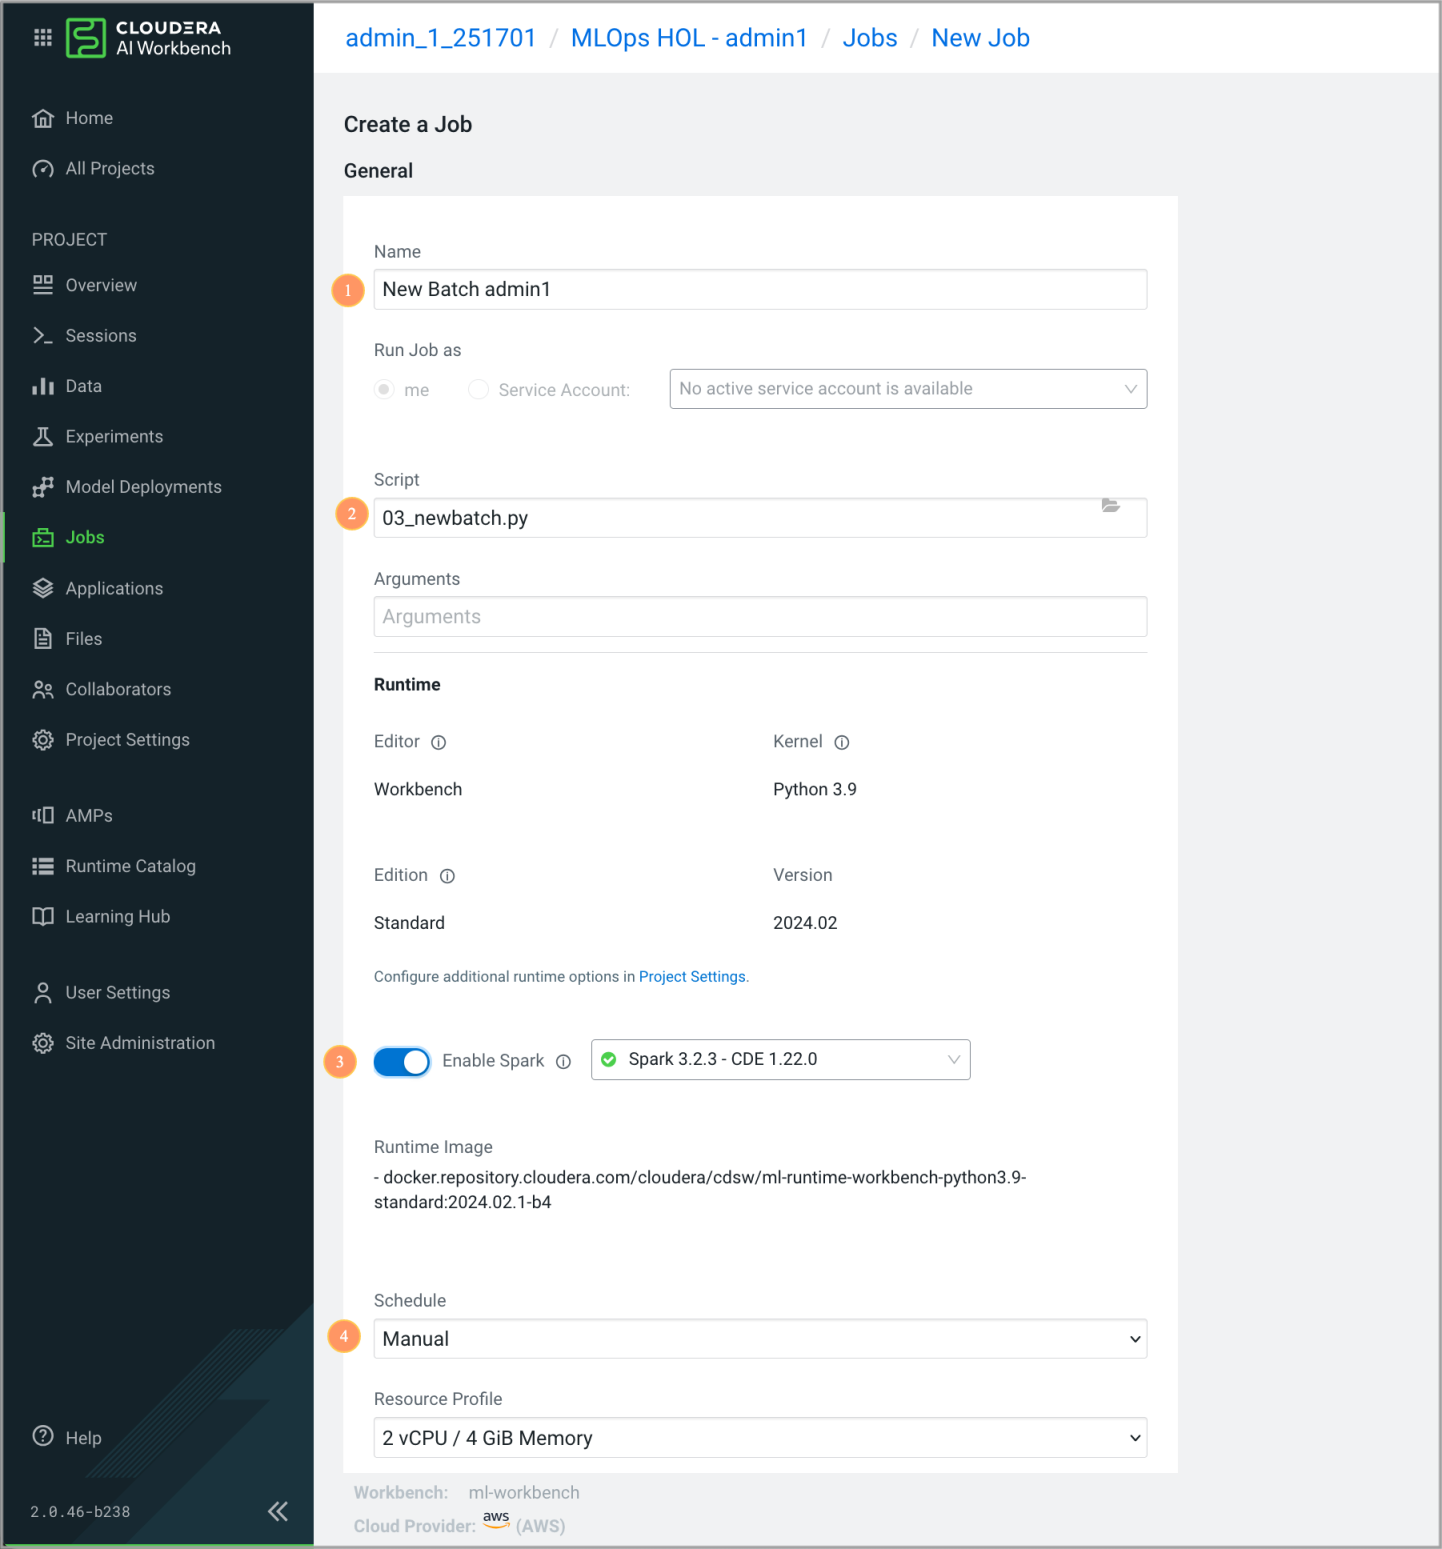 CLOUDERA
AI Workbench
admin_1_251701 / MLOps HOL - admin1 / Jobs / New Job
Home
All Projects
PROJECT
Overview
Sessions
Data
Experiments
Model Deployments
Jobs
Applications
Files
Collaborators
Project Settings
AMPs
Runtime Catalog
Learning Hub
User Settings
Site Administration
Help
2.0.46-b238
Create a Job
General
Name
1
New Batch admin1
Run Job as
me
Service Account:
No active service account is available
Script
2
03_newbatch.py
Arguments
Arguments
Runtime
Editor
Kernel
Workbench
Python 3.9
Edition
Version
Standard
2024.02
Configure additional runtime options in Project Settings.
3
Enable Spark
Spark 3.2.3 - CDE 1.22.0
Runtime Image
- docker.repository.cloudera.com/cloudera/cdsw/ml-runtime-workbench-python3.9-
standard:2024.02.1-b4
Schedule
4
Manual
Resource Profile
2 vCPU / 4 GiB Memory
Workbench: ml-workbench
Cloud Provider: aws (AWS)